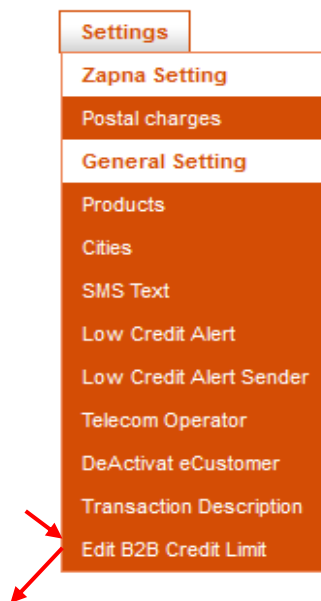 Settings
Zapna Setting
Postal charges
General Setting
Products
Cities
SMS Text
Low Credit Alert
Low Credit Alert Sender
Telecom Operator
DeActivat eCustomer
Transaction Description
Edit B2B Credit Limit